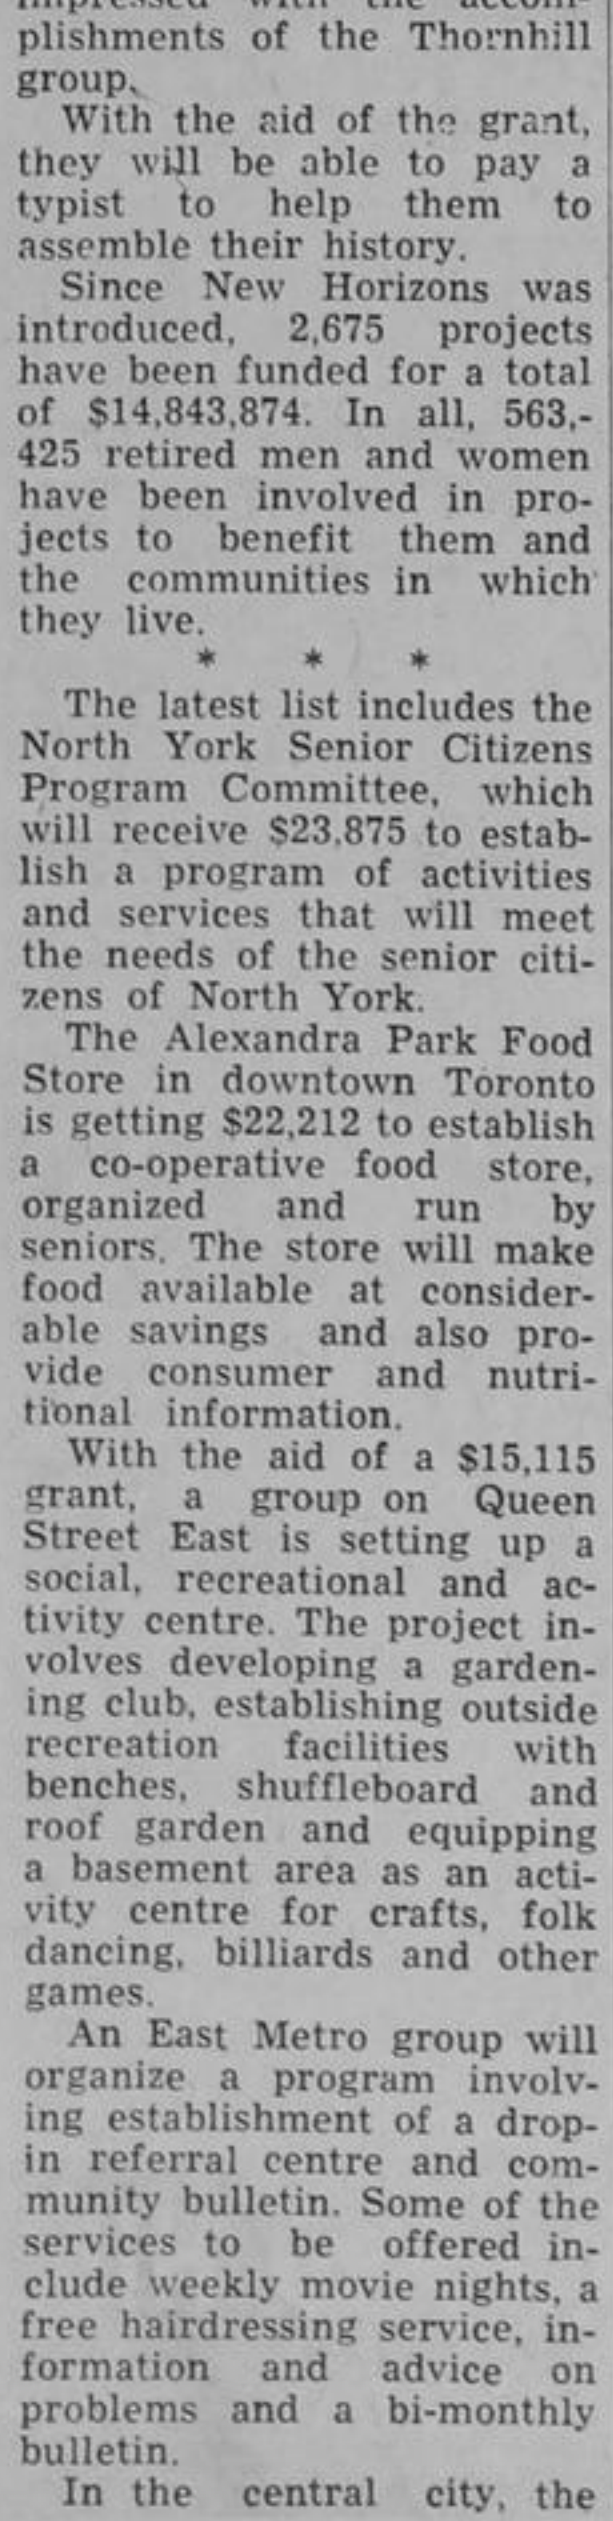 impressed with the accom-
plishments of the Thornhill
group.
With the aid of the grant,
they will be able to pay a
typist to help them to
assemble their history.
Since New Horizons was
introduced, 2,675 projects
have been funded for a total
of $14,843,874. In all, 563,-
425 retired men and women
have been involved in pro-
jects to benefit them and
the communities in which
they live.
* * *
The latest list includes the
North York Senior Citizens
Program Committee, which
will receive $23,875 to estab-
lish a program of activities
and services that will meet
the needs of the senior citi-
zens of North York.
The Alexandra Park Food
Store in downtown Toronto
is getting $22,212 to establish
a co-operative food store,
organized and run by
seniors. The store will make
food available at consider-
able savings and also pro-
vide consumer and nutri-
tional information.
With the aid of a $15,115
grant, a group on Queen
Street East is setting up a
social, recreational and ac-
tivity centre. The project in-
volves developing a garden-
ing club, establishing outside
recreation facilities with
benches, shuffleboard and
roof garden and equipping
a basement area as an acti-
vity centre for crafts, folk
dancing, billiards and other
games.
An East Metro group will
organize a program involv-
ing establishment of a drop-
in referral centre and com-
munity bulletin. Some of the
services to be offered in-
clude weekly movie nights, a
free hairdressing service, in-
formation and advice on
problems and a bi-monthly
bulletin.
In the central city, the